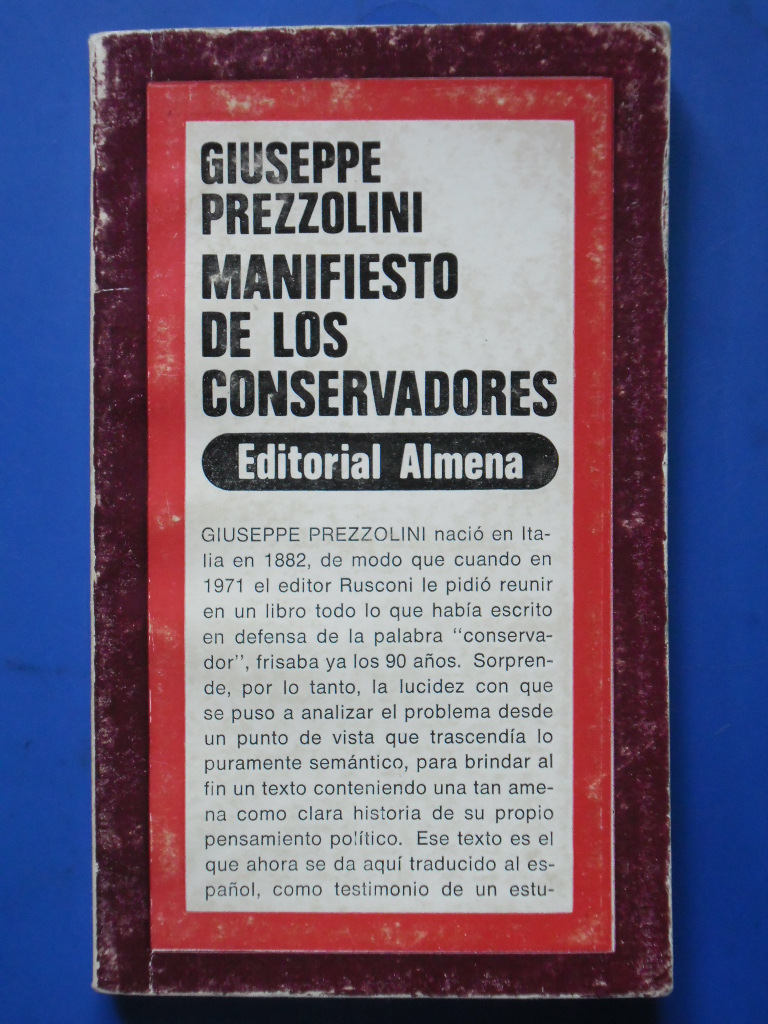 GIUSEPPE
PREZZOLINI
MANIFIESTO
DE LOS
CONSERVADORES
Editorial Almena
GIUSEPPE PREZZOLINI nació en Ita-
lia en 1882, de modo que cuando en
1971 el editor Rusconi le pidió reunir
en un libro todo lo que había escrito
en defensa de la palabra "conserva-
dor", frisaba ya los 90 años. Sorpren-
de, por lo tanto, la lucidez con que
se puso a analizar el problema desde
un punto de vista que trascendía lo
puramente semántico, para brindar al
fin un texto conteniendo una tan ame-
na como clara historia de su propio
pensamiento político. Ese texto es el
que ahora se da aquí traducido al es-
pañol, como testimonio de un estu-